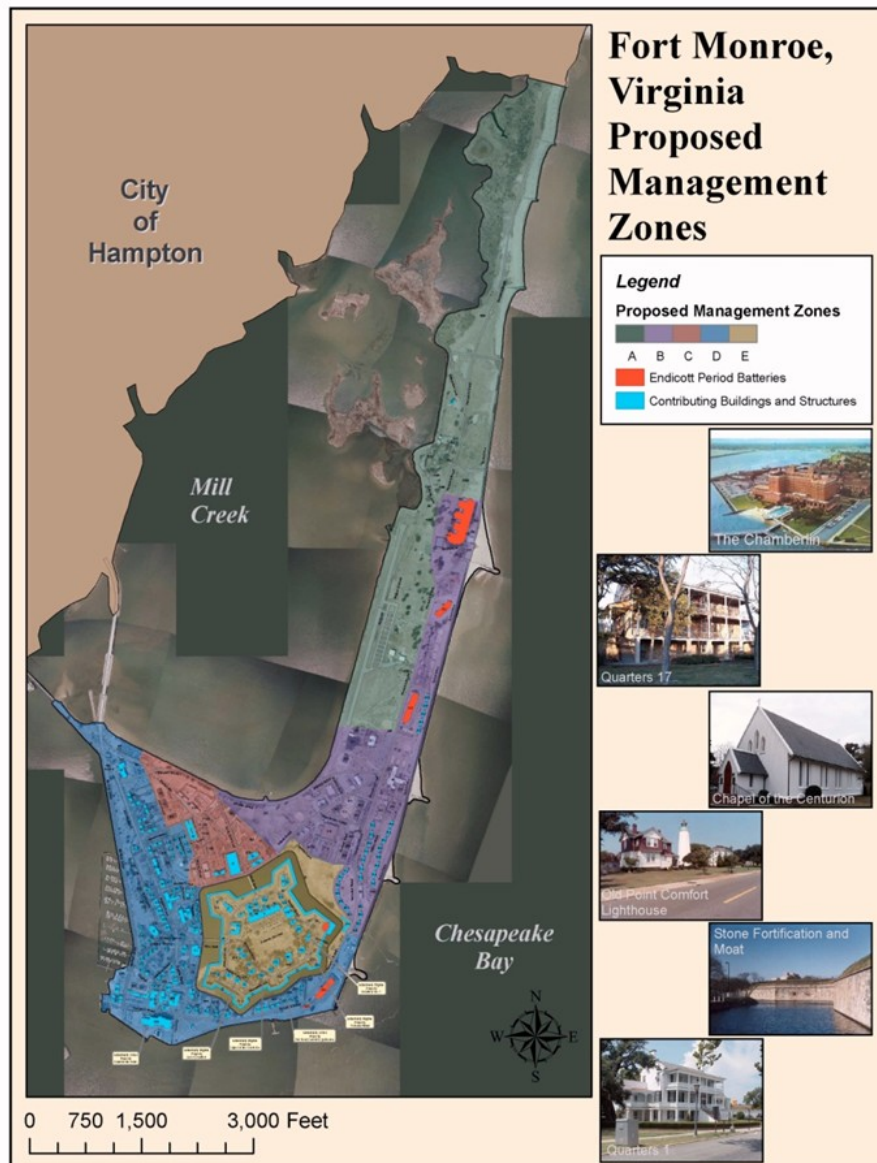 Fort Monroe,
Virginia
Proposed
Management
Zones
City
of
Hampton
Legend
Proposed Management Zones
A B C D E
Endicott Period Batteries
Contributing Buildings and Structures
The Chamberlin
Mill
Creek
Quarters 17
Chapel of the Centurion
Old Point Comfort
Lighthouse
Chesapeake
Bay
Stone Fortification and
Moat
N
W E
S
Quarters 1
0 750 1,500 3,000 Feet